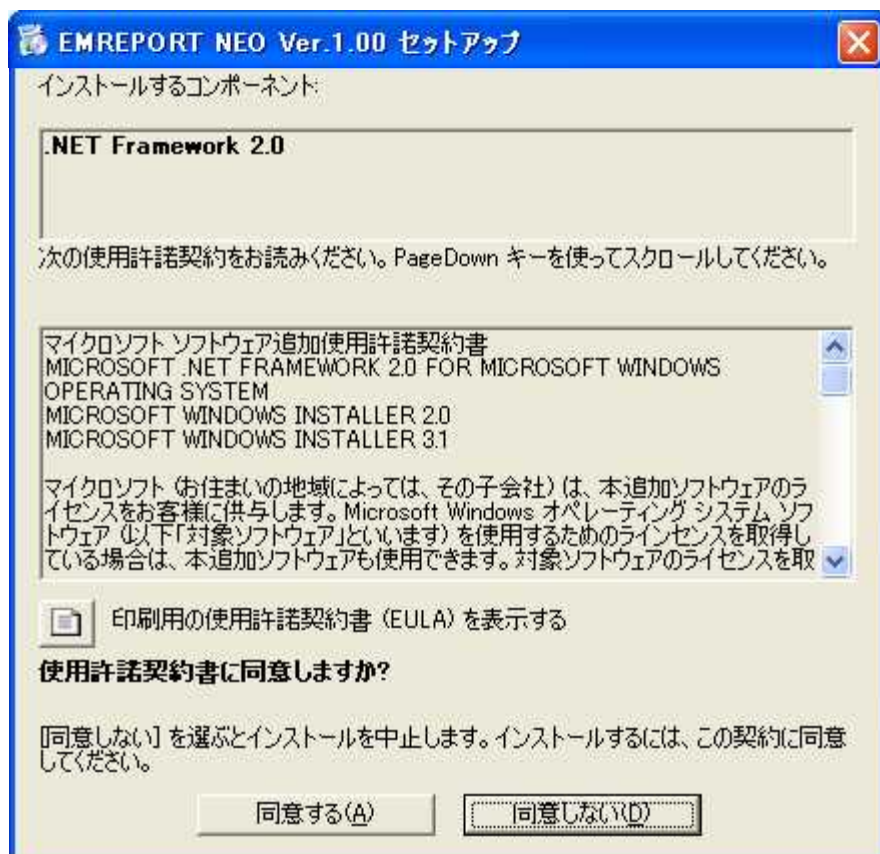 EMREPORT NEO Ver.1.00 セットアップ
インストールするコンポーネント:
.NET Framework 2.0
次の使用許諾契約をお読みください。PageDown キーを使ってスクロールしてください。
マイクロソフト ソフトウェア追加使用許諾契約書
MICROSOFT .NET FRAMEWORK 2.0 FOR MICROSOFT WINDOWS
OPERATING SYSTEM
MICROSOFT WINDOWS INSTALLER 2.0
MICROSOFT WINDOWS INSTALLER 3.1
マイクロソフト (お住まいの地域によっては、その子会社) は、本追加ソフトウェアのラ
イセンスをお客様に供与します。Microsoft Windows オペレーティング システム ソフ
トウェア (以下「対象ソフトウェア」といいます) を使用するためのラインセンスを取得し
ている場合は、本追加ソフトウェアも使用できます。対象ソフトウェアのライセンスを取
印刷用の使用許諾契約書 (EULA) を表示する
使用許諾契約書に同意しますか?
[同意しない] を選ぶとインストールを中止します。インストールするには、この契約に同意
してください。
同意する(A)
同意しない(D)